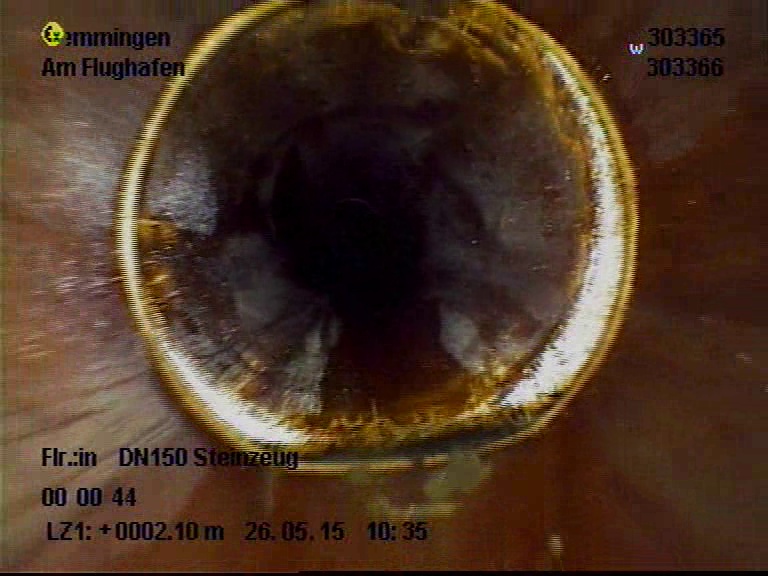 emmingen
Am Flughafen
w 303365
303366
Flr.:in DN150 Steinzeug
00 00 44
LZ1: +0002.10 m 26.05.15 10:35